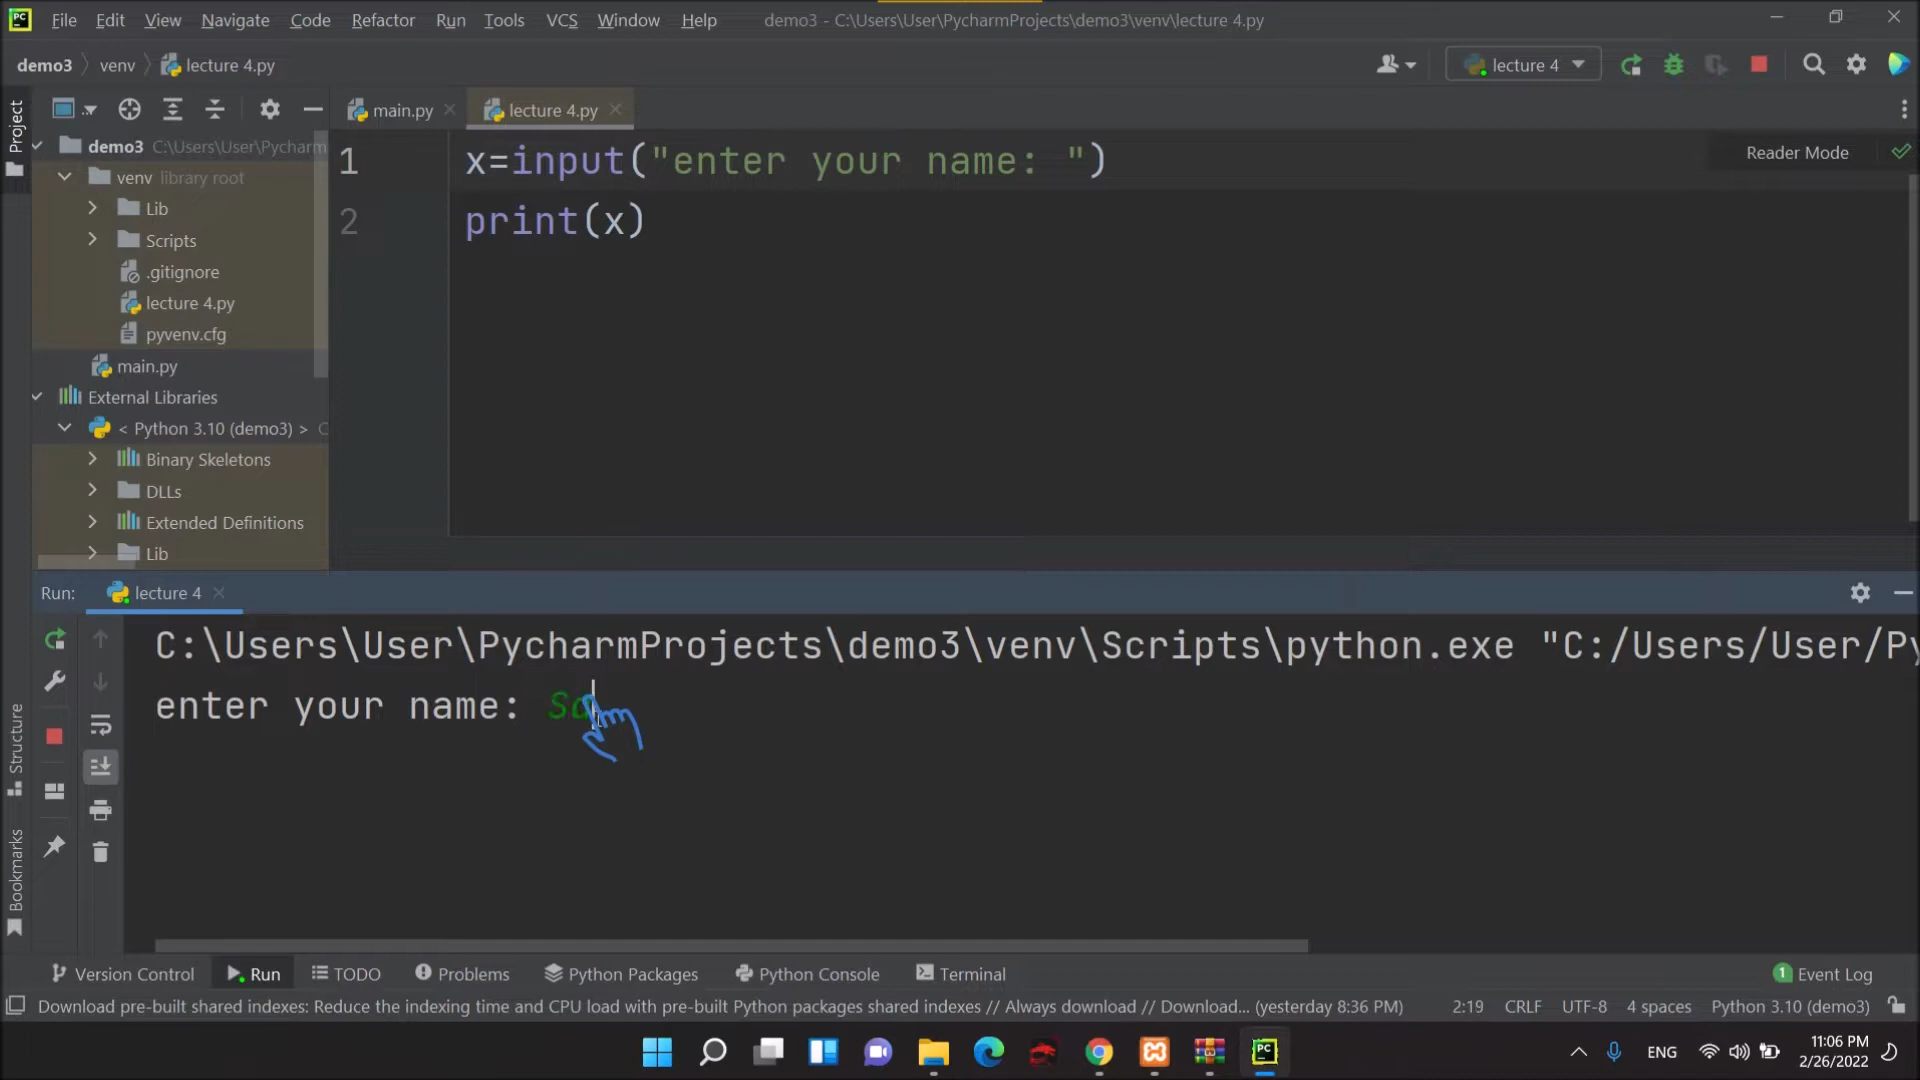 PC File Edit View Navigate Code Refactor Run Tools VCS Window Help demo3 - C:\Users\User\PycharmProjects\demo3\venv\lecture 4.py
demo3 venv lecture 4.py lecture 4
Project
main.py lecture 4.py
demo3 C:\Users\User\Pycharm
venv library root
Lib
Scripts
.gitignore
lecture 4.py
pyvenv.cfg
main.py
External Libraries
< Python 3.10 (demo3) > C
Binary Skeletons
DLLs
Extended Definitions
Lib
1 x=input("enter your name: ")
2 print(x)
Reader Mode
Run: lecture 4
C:\Users\User\PycharmProjects\demo3\venv\Scripts\python.exe "C:/Users/User/Py
enter your name: Sa
Structure
Bookmarks
Version Control Run TODO Problems Python Packages Python Console Terminal 1 Event Log
Download pre-built shared indexes: Reduce the indexing time and CPU load with pre-built Python packages shared indexes // Always download // Download... (yesterday 8:36 PM) 2:19 CRLF UTF-8 4 spaces Python 3.10 (demo3)
PC ENG 11:06 PM
2/26/2022